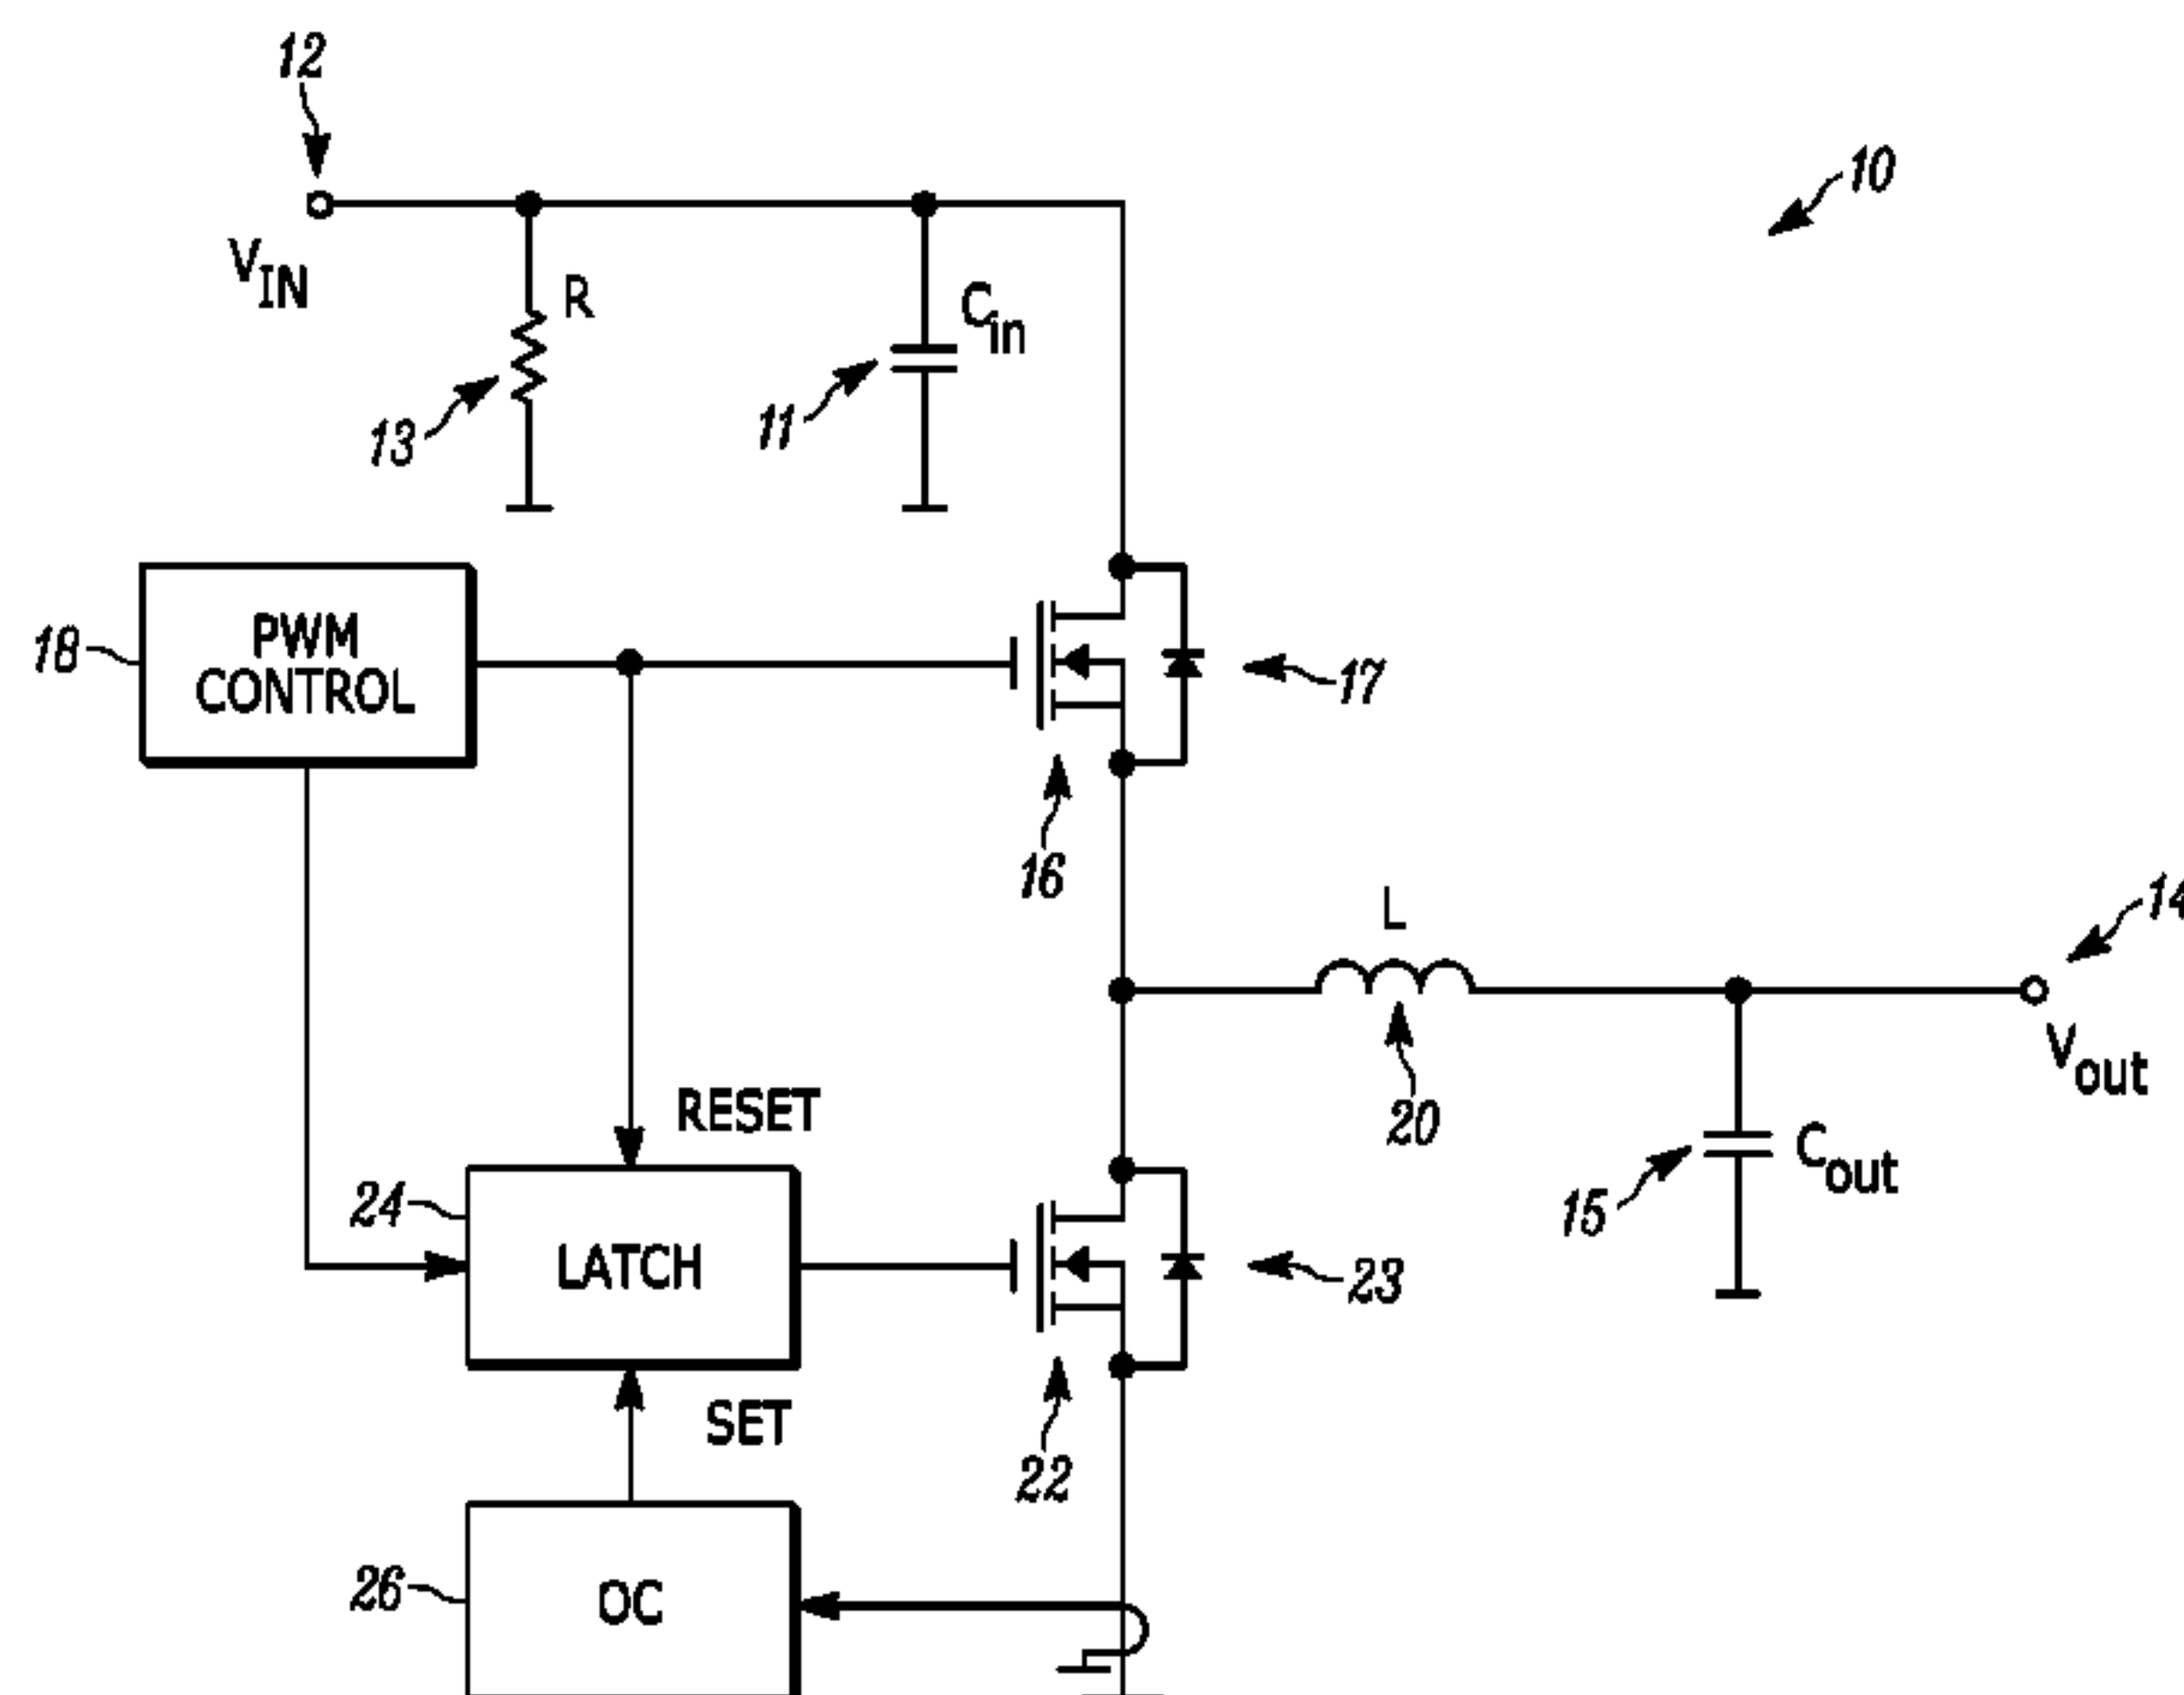 12
10
VIN
R
Cin
13
11
PWM
CONTROL
18
17
16
L
14
Vout
RESET
20
24
LATCH
Cout
15
23
SET
22
26
OC